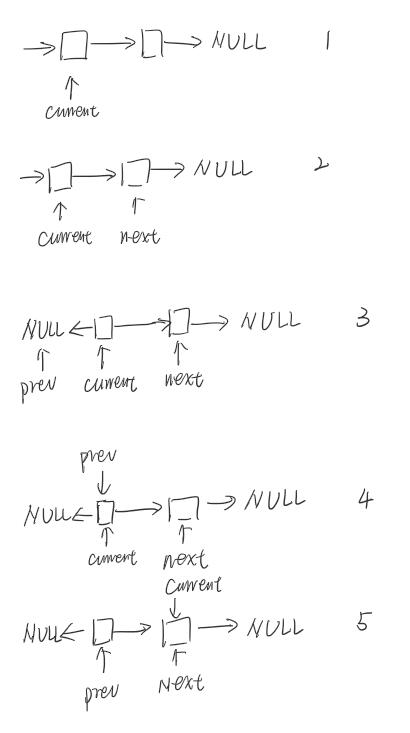 NULL 1
current
NULL 2
current next
NULL NULL 3
prev current next
prev
NULL NULL 4
current next
current
NULL NULL 5
prev Next